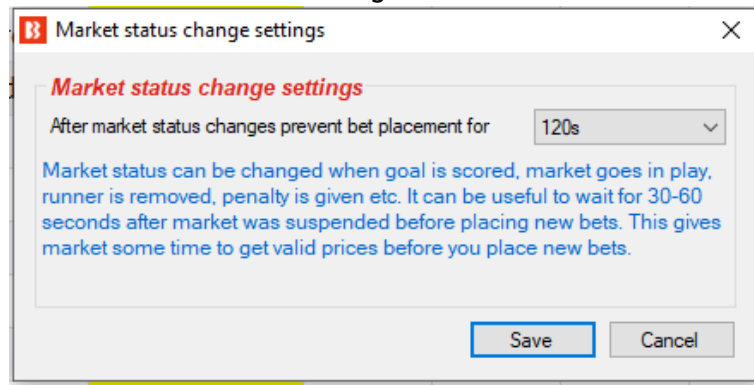 Market status change settings
Market status change settings
After market status changes prevent bet placement for 120s
Market status can be changed when goal is scored, market goes in play,
runner is removed, penalty is given etc. It can be useful to wait for 30-60
seconds after market was suspended before placing new bets. This gives
market some time to get valid prices before you place new bets.
Save Cancel